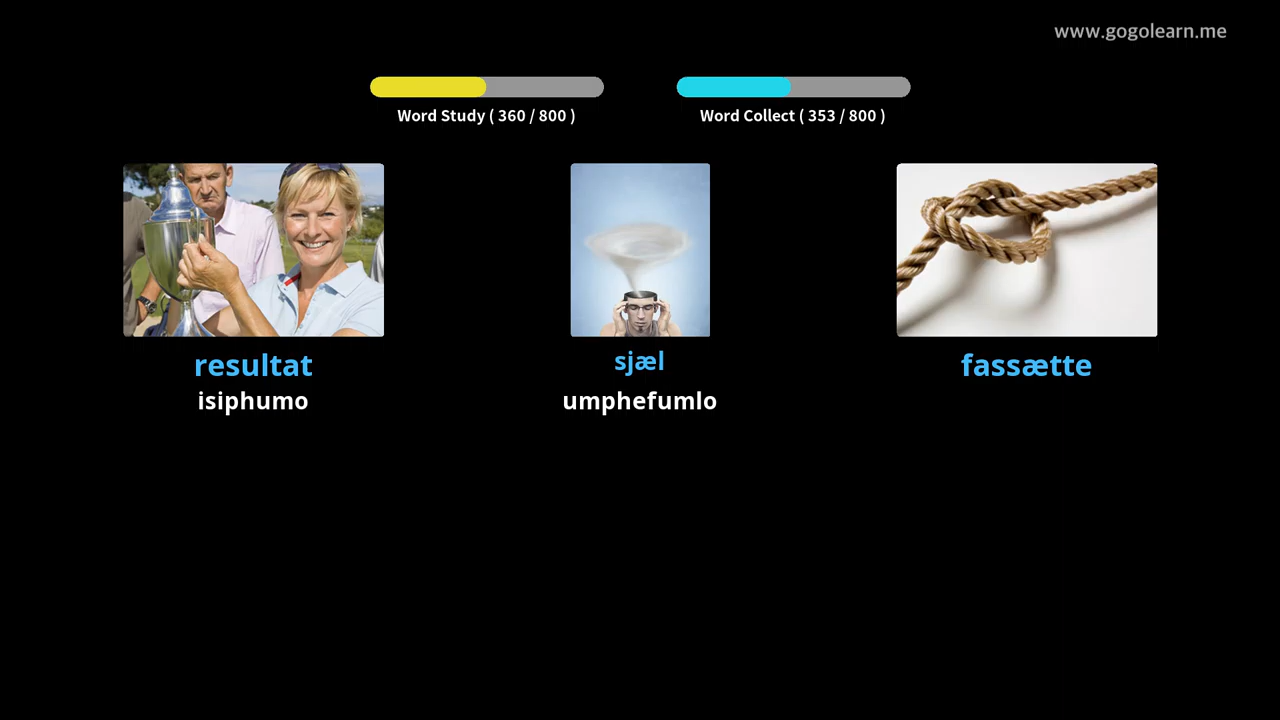 www.gogolearn.me
Word Study ( 360 / 800 )
Word Collect ( 353 / 800 )
resultat
isiphumo
sjæl
umphefumlo
fassætte